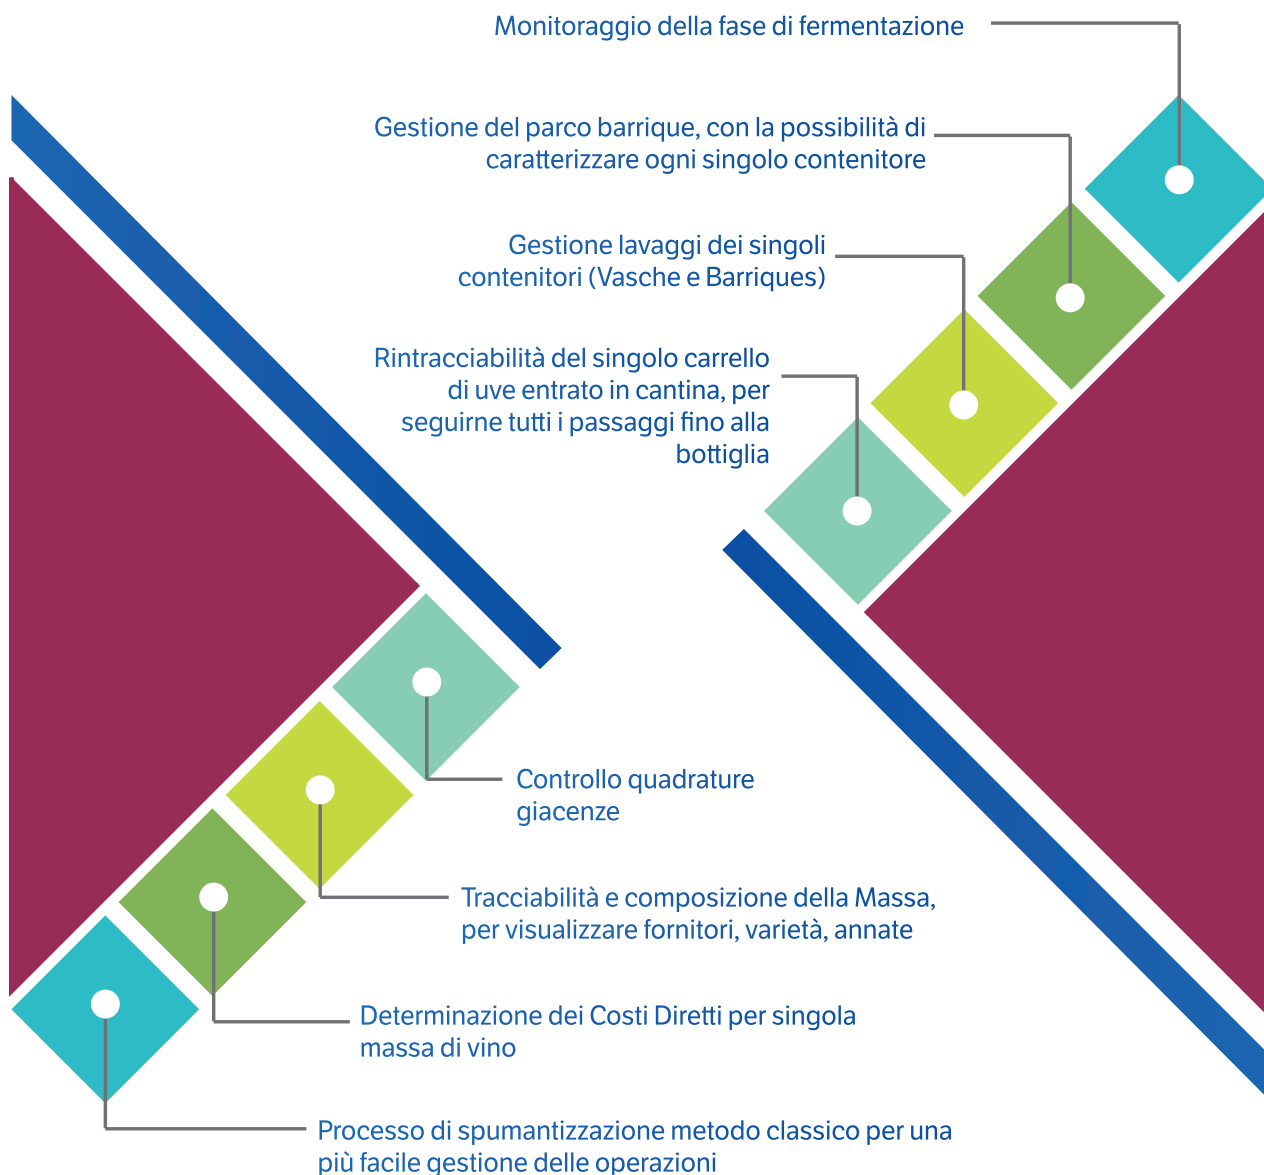 Monitoraggio della fase di fermentazione
Gestione del parco barrique, con la possibilità di
caratterizzare ogni singolo contenitore
Gestione lavaggi dei singoli
contenitori (Vasche e Barriques)
Rintracciabilità del singolo carrello
di uve entrato in cantina, per
seguirne tutti i passaggi fino alla
bottiglia
Controllo quadrature
giacenze
Tracciabilità e composizione della Massa,
per visualizzare fornitori, varietà, annate
Determinazione dei Costi Diretti per singola
massa di vino
Processo di spumantizzazione metodo classico per una
più facile gestione delle operazioni